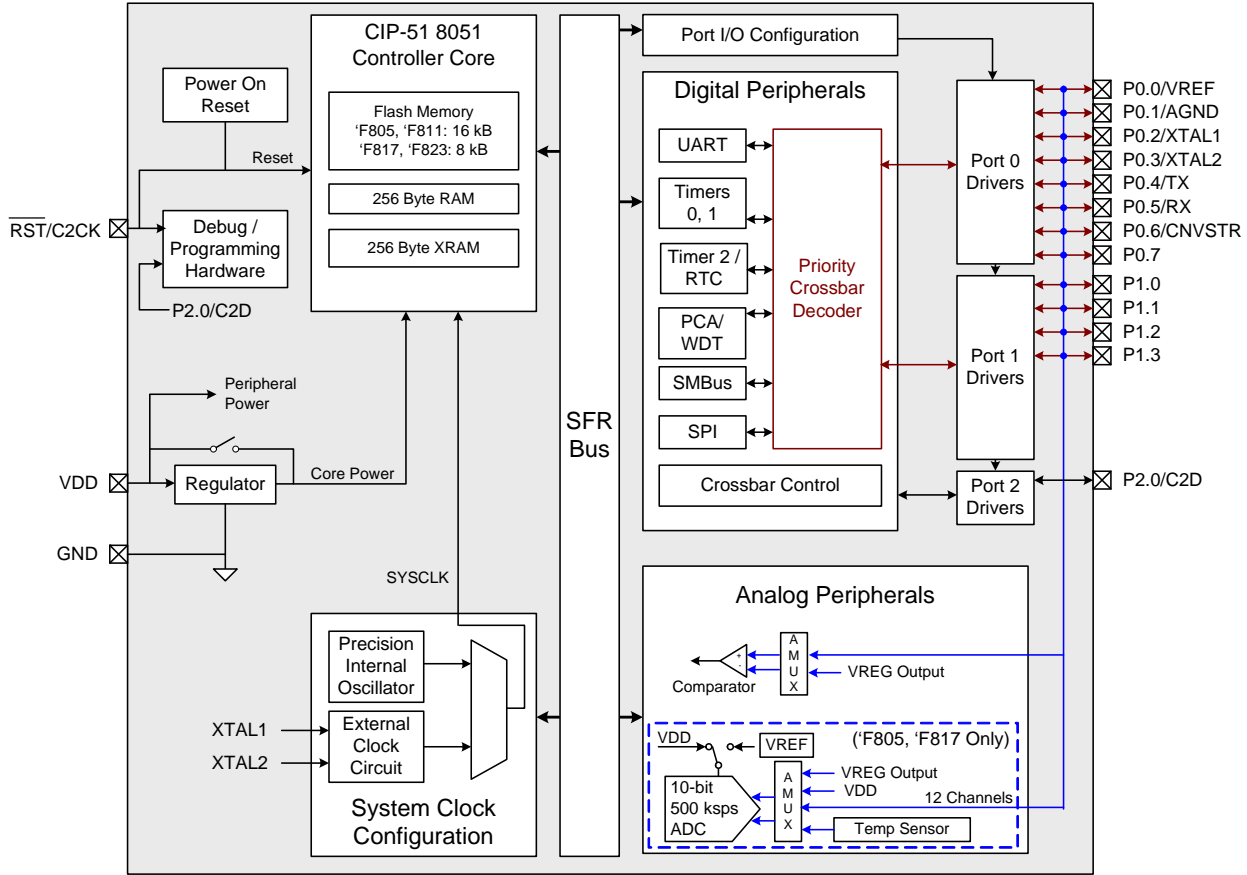 CIP-51 8051
Controller Core
Flash Memory
'F805, 'F811: 16 kB
'F817, 'F823: 8 kB
256 Byte RAM
256 Byte XRAM
Power On
Reset
Reset
RST/C2CK
Debug /
Programming
Hardware
P2.0/C2D
Peripheral
Power
VDD
Regulator
Core Power
GND
SYSCLK
Precision
Internal
Oscillator
XTAL1
XTAL2
External
Clock
Circuit
System Clock
Configuration
SFR
Bus
Port I/O Configuration
Digital Peripherals
UART
Timers
0, 1
Timer 2 /
RTC
PCA/
WDT
SMBus
SPI
Priority
Crossbar
Decoder
Crossbar Control
Port 0
Drivers
Port 1
Drivers
Port 2
Drivers
P0.0/VREF
P0.1/AGND
P0.2/XTAL1
P0.3/XTAL2
P0.4/TX
P0.5/RX
P0.6/CNVSTR
P0.7
P1.0
P1.1
P1.2
P1.3
P2.0/C2D
Analog Peripherals
+
-
Comparator
A
M
U
X
VREG Output
('F805, 'F817 Only)
VDD
VREF
10-bit
500 ksps
ADC
A
M
U
X
VREG Output
VDD
12 Channels
Temp Sensor